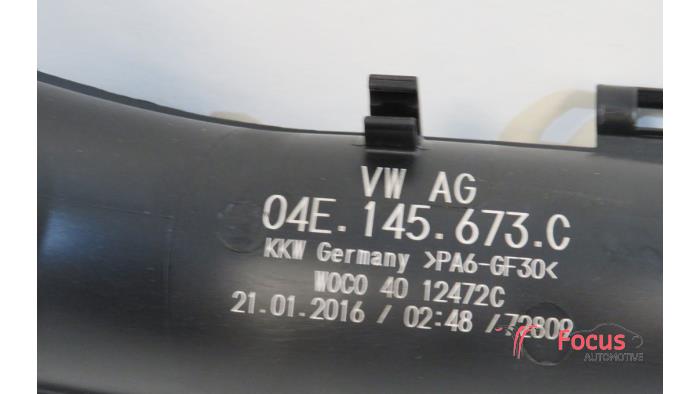 VW AG
04E.145.673.C
KKW Germany >PA6-GF30<
WOCO 40 12472C
21.01.2016 / 02:48 /72809
Focus
AUTOMOTIVE